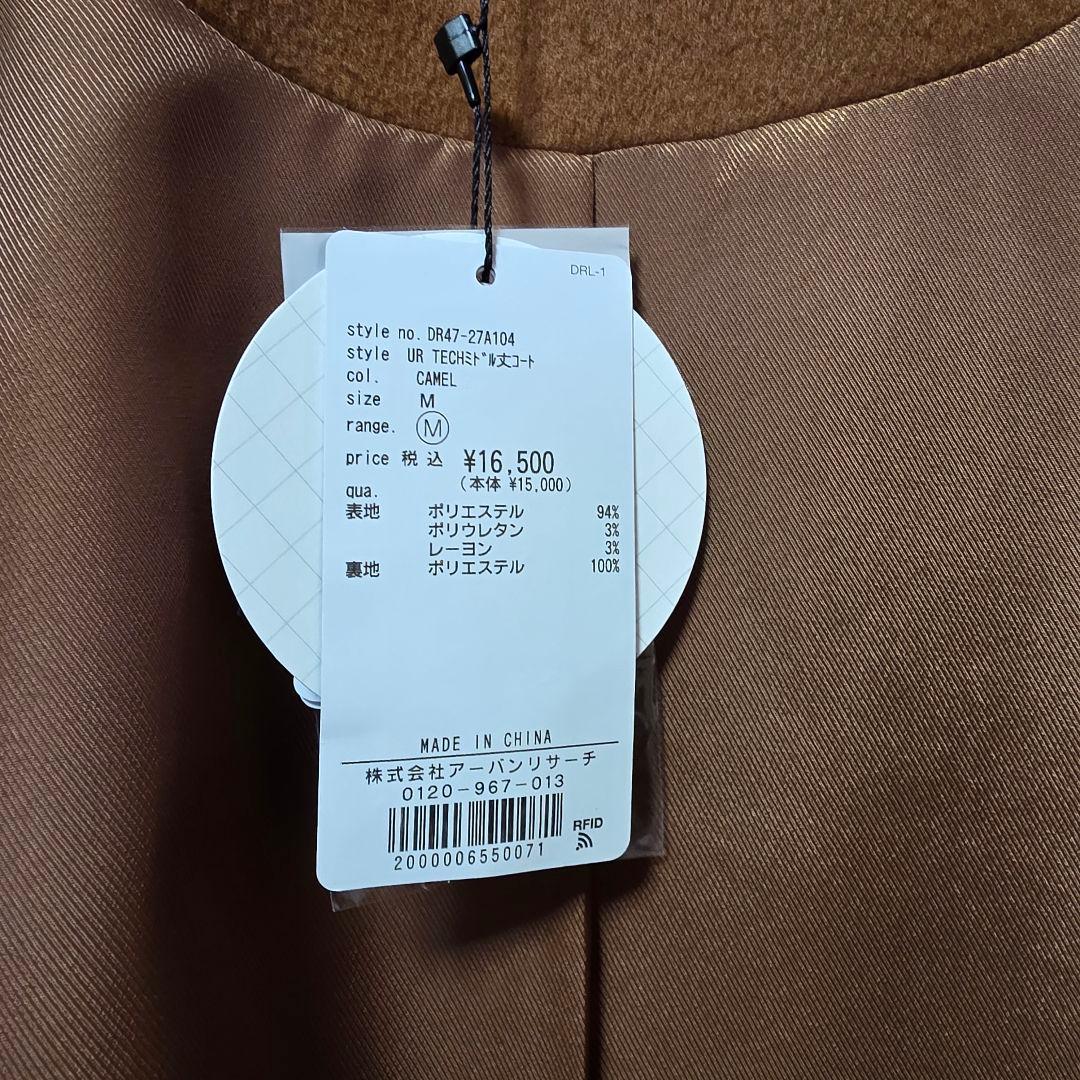 DRL-1
style no. DR47-27A104
style UR TECHﾐﾄﾞﾙ丈ｺｰﾄ
col. CAMEL
size M
range. Ⓜ
price 税込 ¥16,500
(本体 ¥15,000)
qua.
表地 ポリエステル 94%
ポリウレタン 3%
レーヨン 3%
裏地 ポリエステル 100%
MADE IN CHINA
株式会社アーバンリサーチ
0120-967-013
RFID
2000006550071